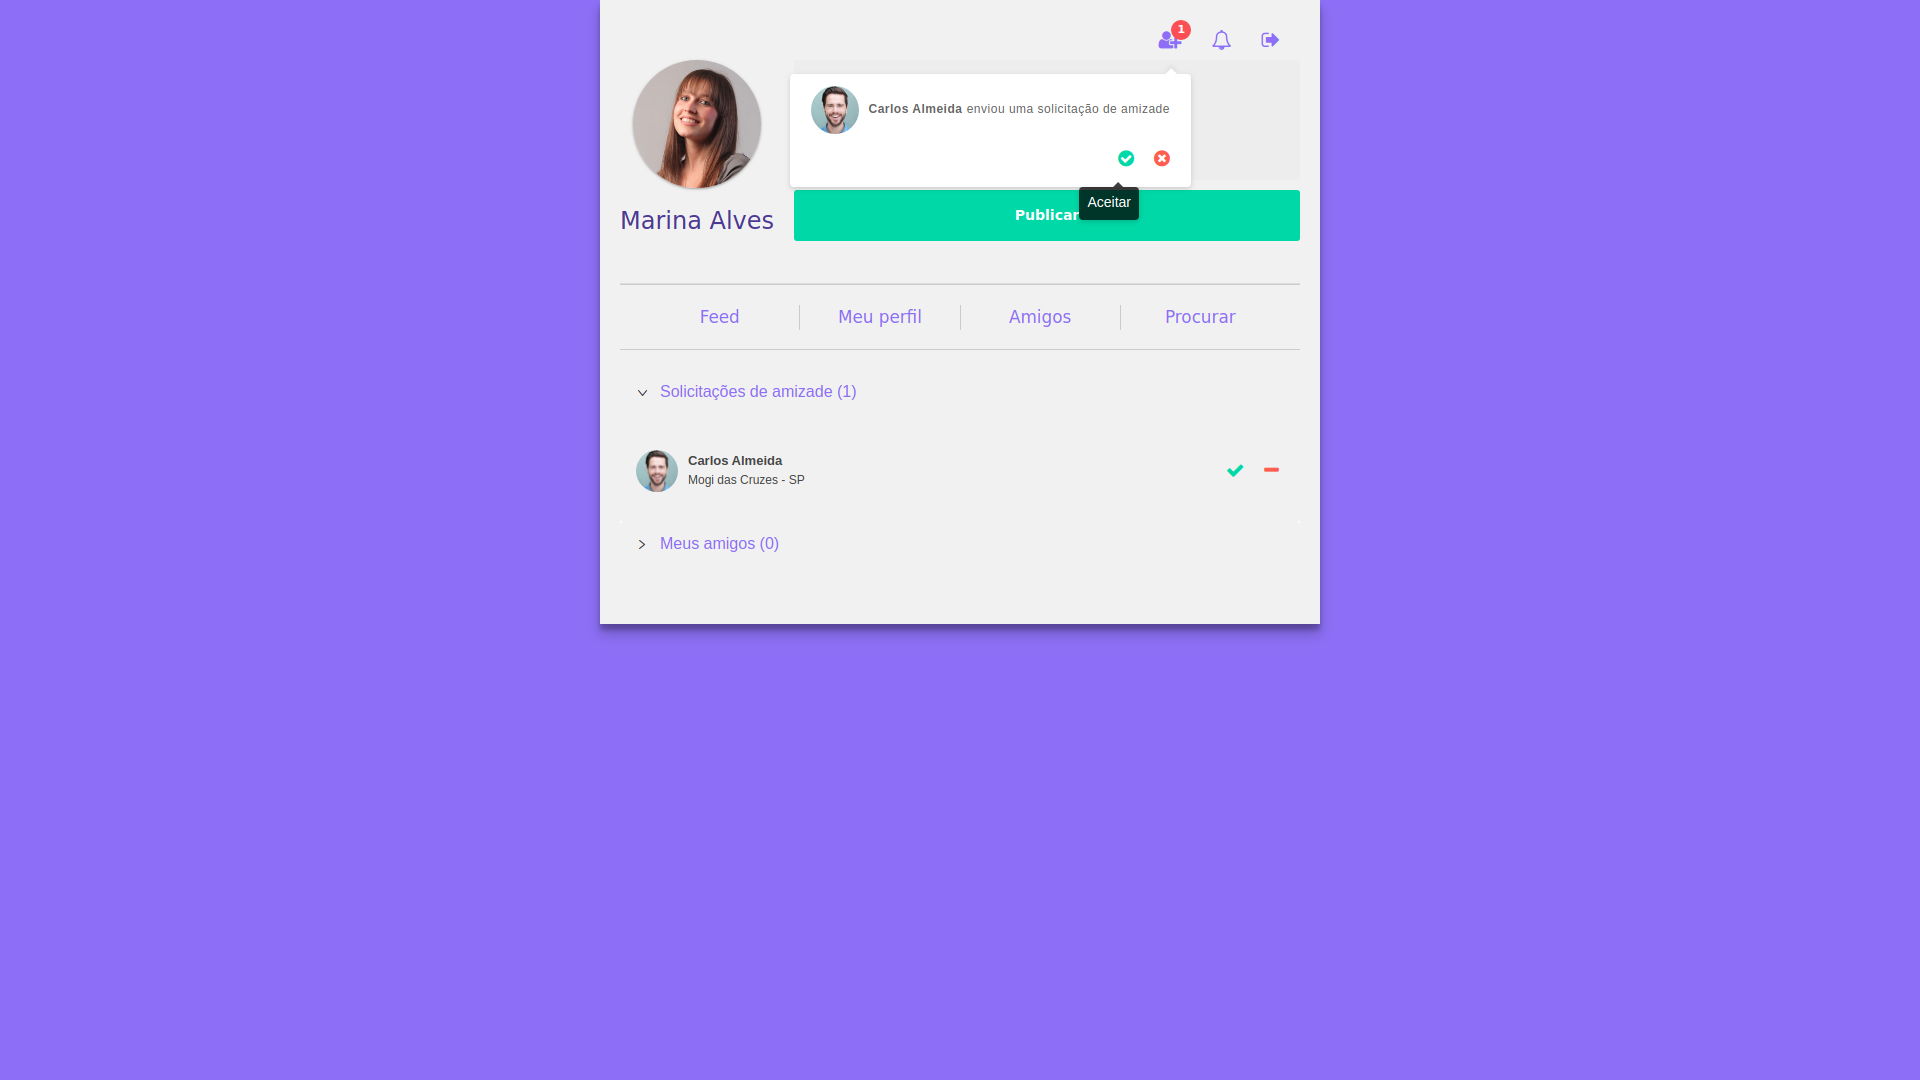 1
Carlos Almeida enviou uma solicitação de amizade
Aceitar
Marina Alves
Publicar
Feed
Meu perfil
Amigos
Procurar
Solicitações de amizade (1)
Carlos Almeida
Mogi das Cruzes - SP
Meus amigos (0)